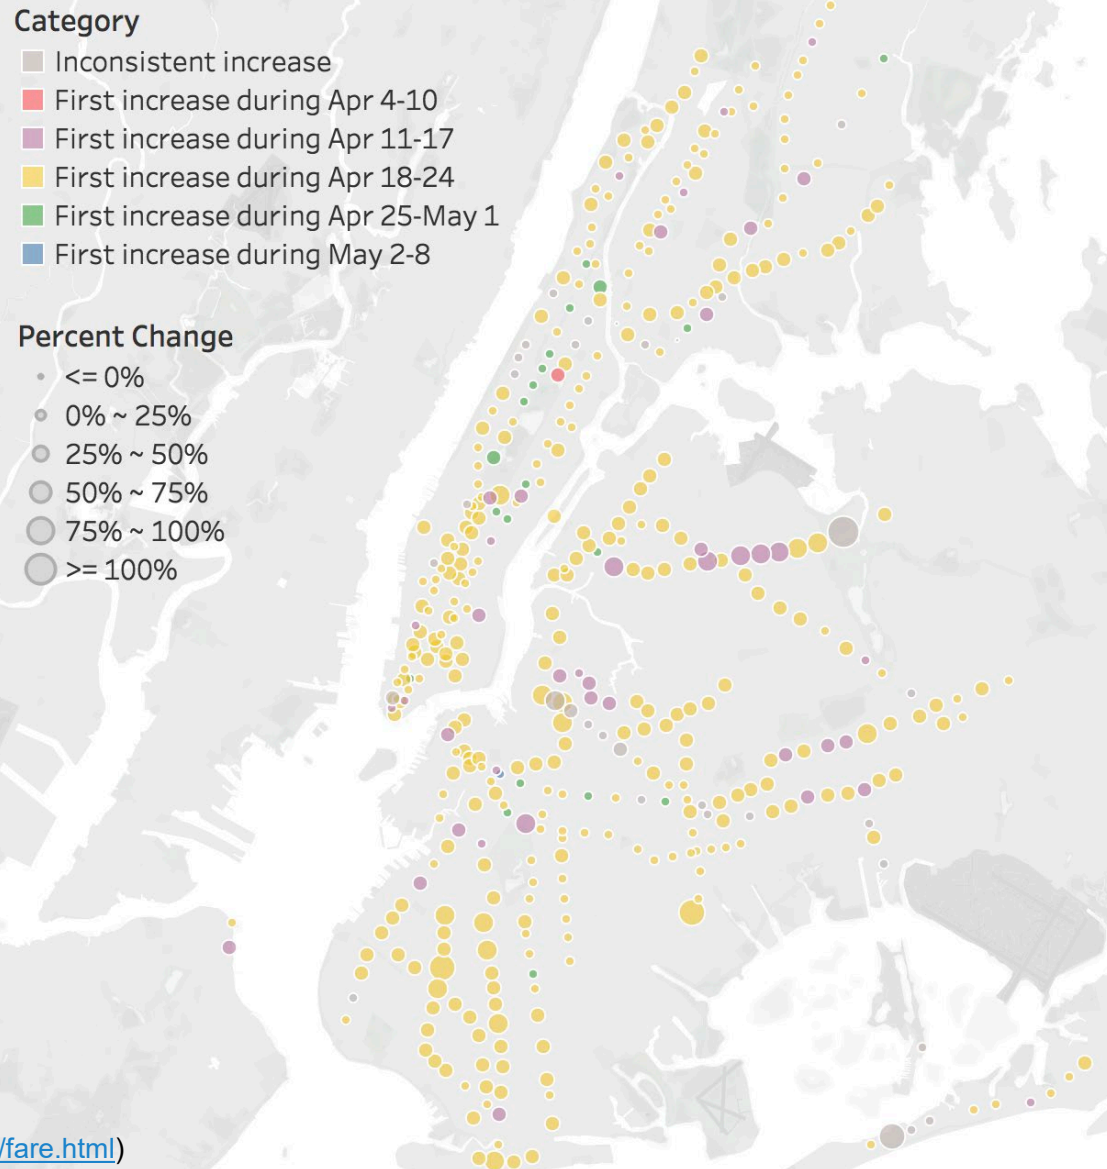 Category
Inconsistent increase
First increase during Apr 4-10
First increase during Apr 11-17
First increase during Apr 18-24
First increase during Apr 25-May 1
First increase during May 2-8
Percent Change
<= 0%
0% ~ 25%
25% ~ 50%
50% ~ 75%
75% ~ 100%
>= 100%
/fare.html)